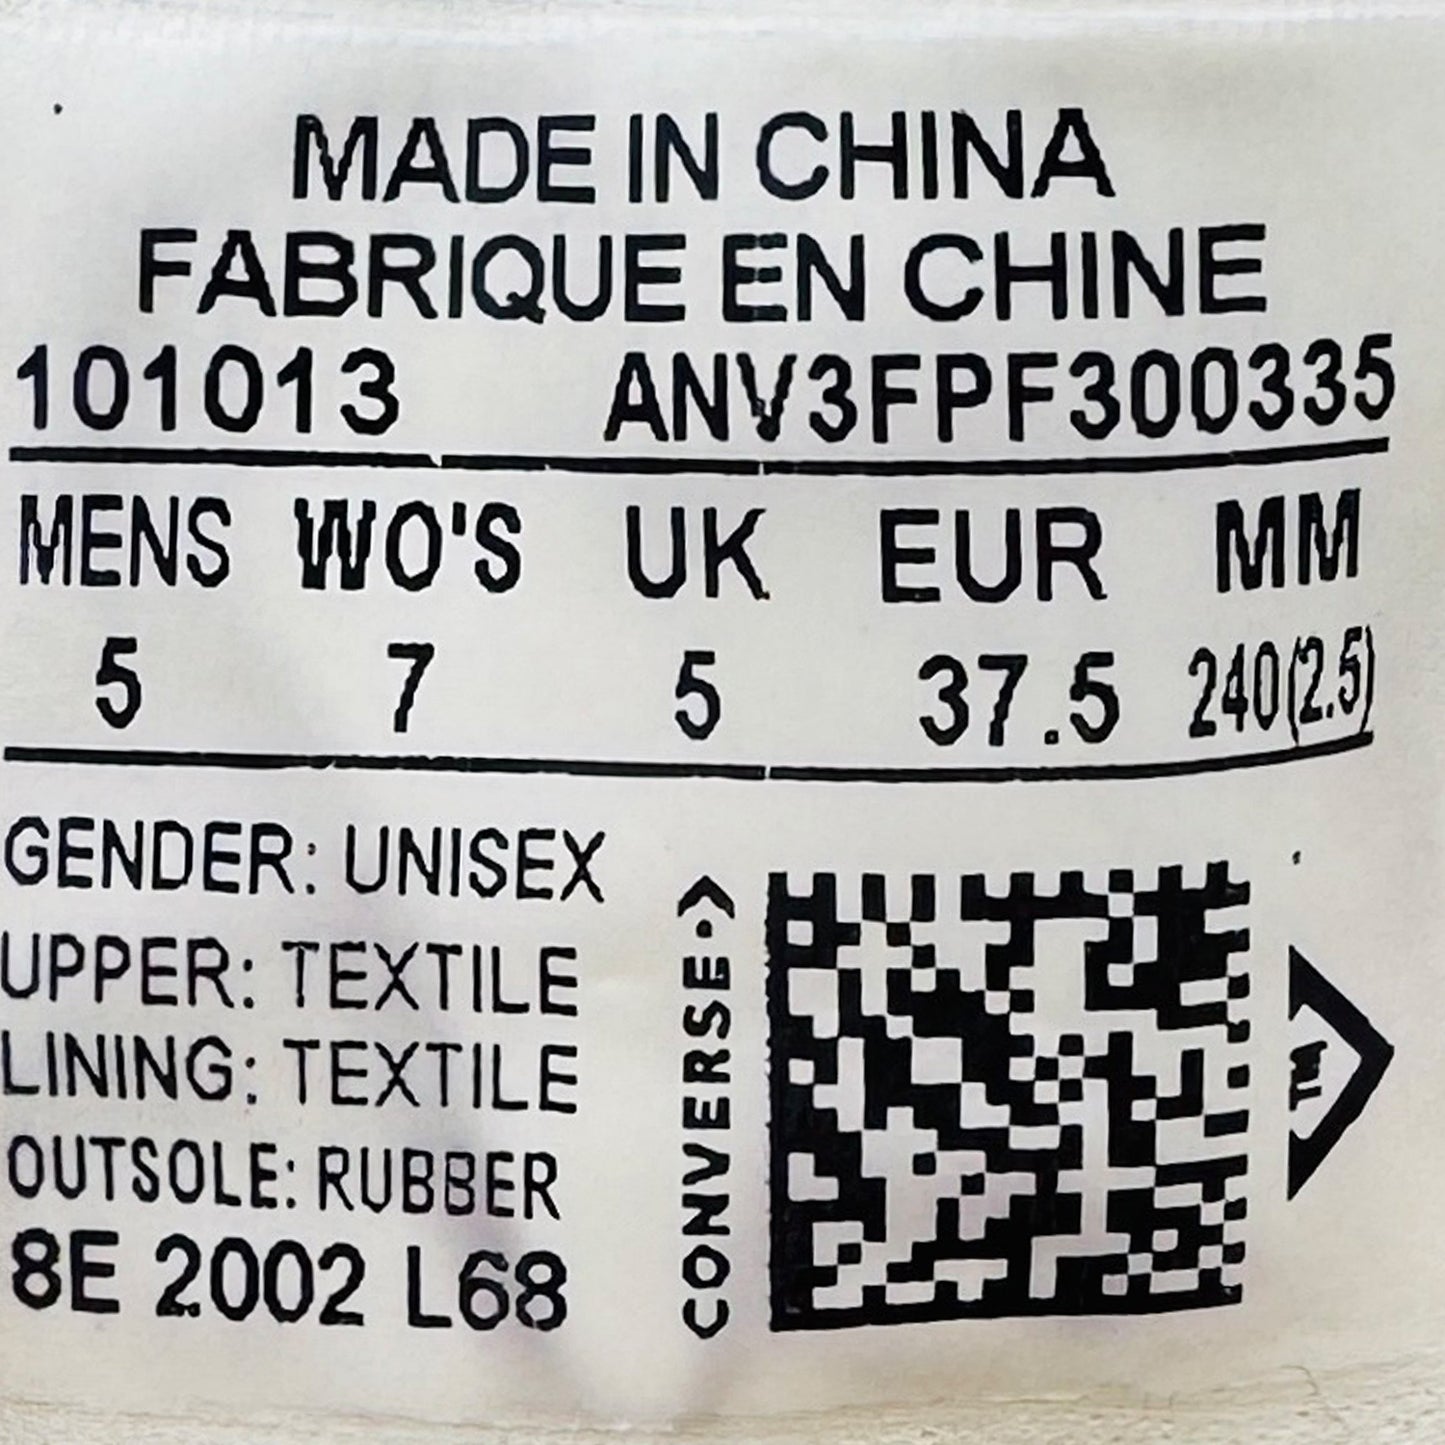 MADE IN CHINA
FABRIQUE EN CHINE
101013 ANV3FPF300335
MENS WO'S UK EUR MM
5 7 5 37.5 240(2.5)
GENDER: UNISEX
UPPER: TEXTILE
LINING: TEXTILE
OUTSOLE: RUBBER
8E 2002 L68
CONVERSE
TM